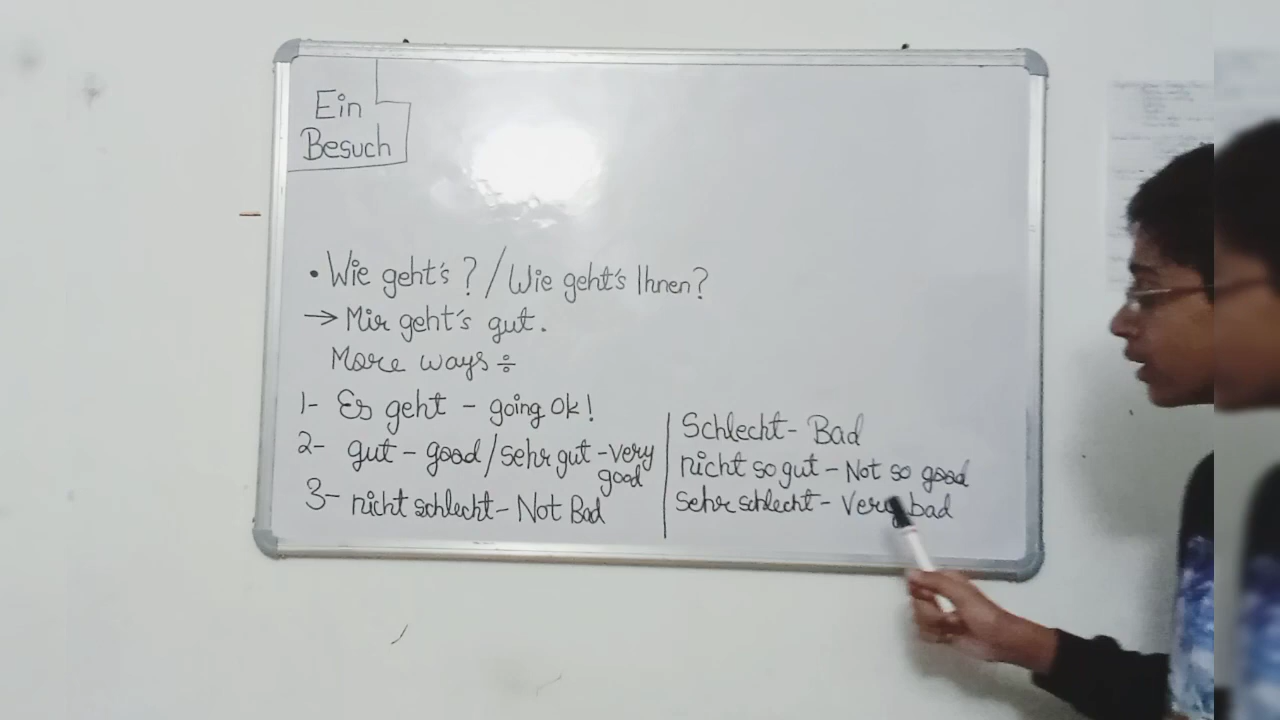 Ein
Besuch
• Wie geht's ? / Wie geht's Ihnen?
→ Mir geht's gut.
More ways ÷
1- Es geht - going Ok!
2- gut - good / sehr gut - very
good
3- nicht schlecht - Not Bad
Schlecht - Bad
nicht so gut - Not so good
sehr schlecht - Very bad